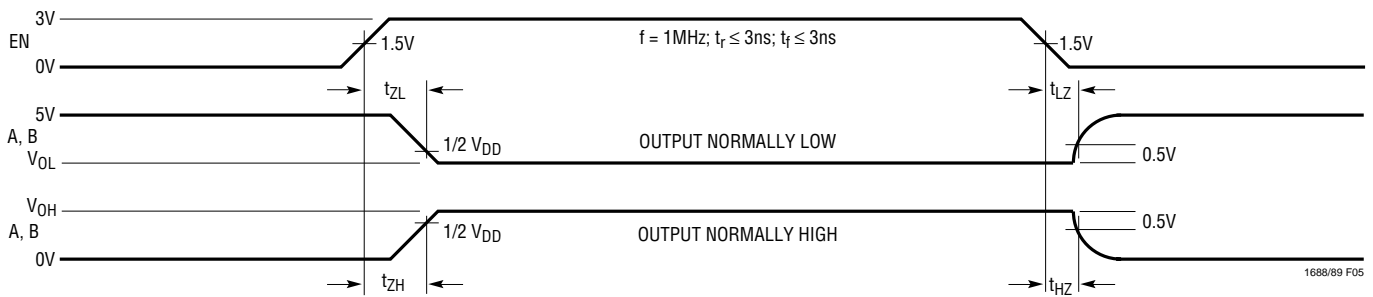 3V
EN
1.5V
f = 1MHz; tr ≤ 3ns; tf ≤ 3ns
1.5V
0V
tZL
tLZ
5V
A, B
1/2 VDD
OUTPUT NORMALLY LOW
0.5V
VOL
VOH
A, B
1/2 VDD
OUTPUT NORMALLY HIGH
0.5V
0V
1688/89 F05
tZH
tHZ